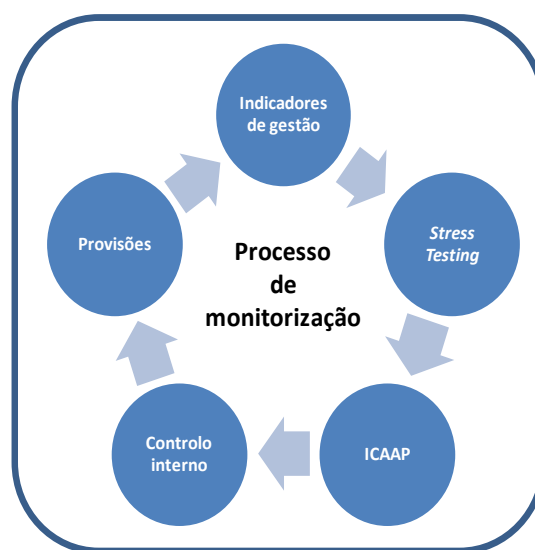 Indicadores
de gestão
Stress
Testing
ICAAP
Controlo
interno
Provisões
Processo
de
monitorização